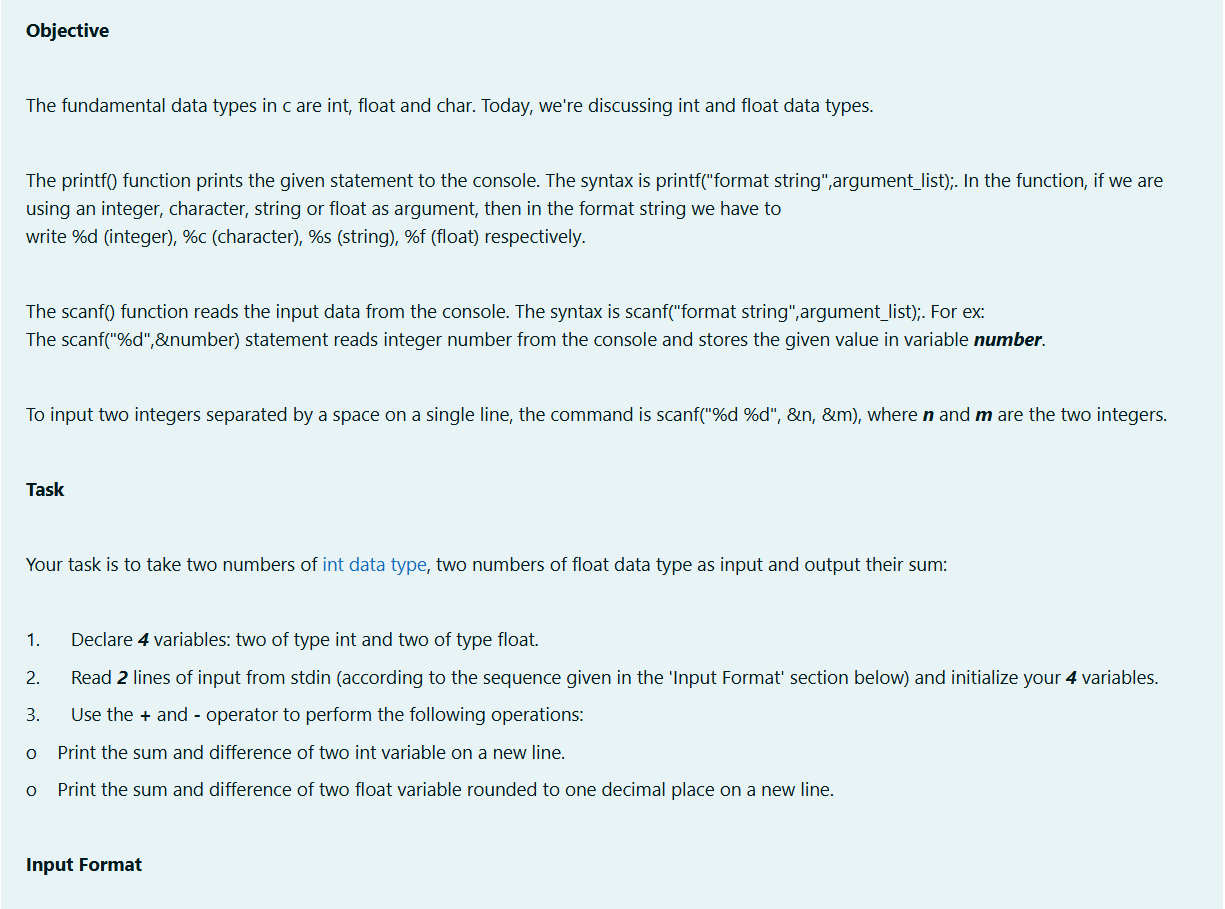 Objective
The fundamental data types in c are int, float and char. Today, we're discussing int and float data types.
The printf() function prints the given statement to the console. The syntax is printf("format string",argument_list);. In the function, if we are
using an integer, character, string or float as argument, then in the format string we have to
write %d (integer), %c (character), %s (string), %f (float) respectively.
The scanf() function reads the input data from the console. The syntax is scanf("format string",argument_list);. For ex:
The scanf("%d",&number) statement reads integer number from the console and stores the given value in variable number.
To input two integers separated by a space on a single line, the command is scanf("%d %d", &n, &m), where n and m are the two integers.
Task
Your task is to take two numbers of int data type, two numbers of float data type as input and output their sum:
1. Declare 4 variables: two of type int and two of type float.
2. Read 2 lines of input from stdin (according to the sequence given in the 'Input Format' section below) and initialize your 4 variables.
3. Use the + and - operator to perform the following operations:
o Print the sum and difference of two int variable on a new line.
o Print the sum and difference of two float variable rounded to one decimal place on a new line.
Input Format